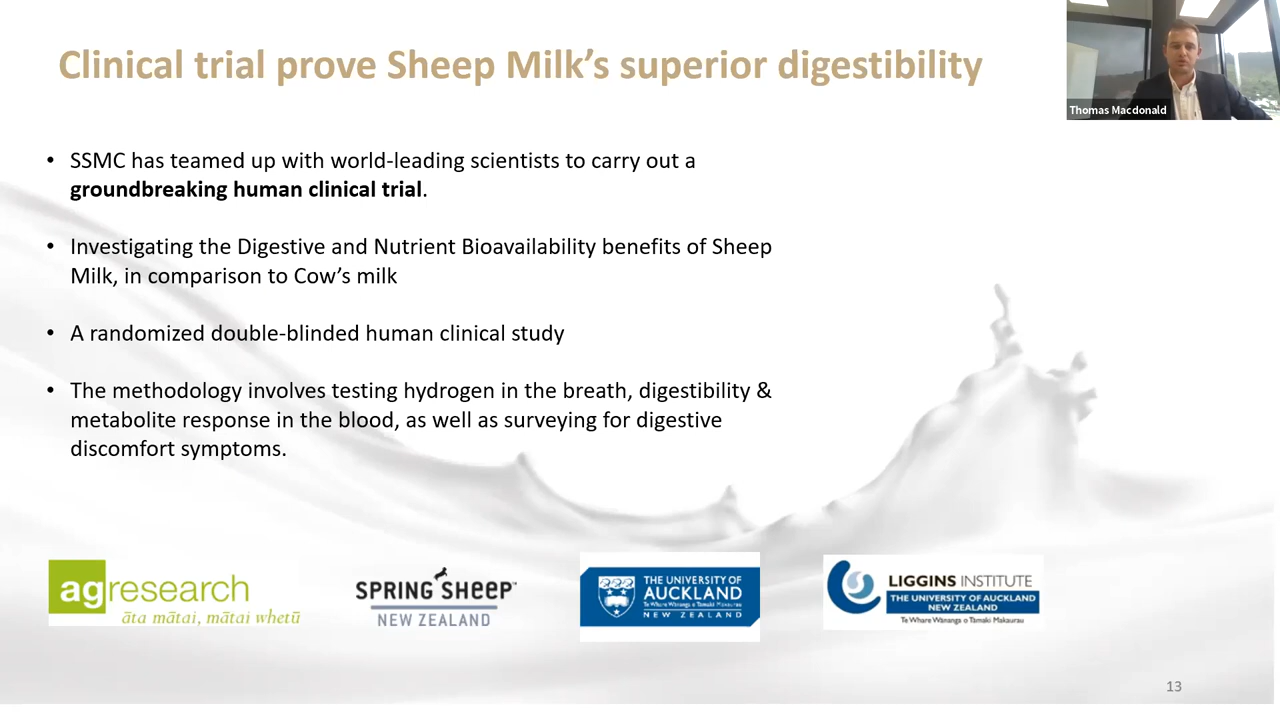 Clinical trial prove Sheep Milk’s superior digestibility
Thomas Macdonald
• SSMC has teamed up with world-leading scientists to carry out a
groundbreaking human clinical trial.
• Investigating the Digestive and Nutrient Bioavailability benefits of Sheep
Milk, in comparison to Cow’s milk
• A randomized double-blinded human clinical study
• The methodology involves testing hydrogen in the breath, digestibility &
metabolite response in the blood, as well as surveying for digestive
discomfort symptoms.
agresearch
āta mātai, mātai whetū
SPRING SHEEP™
NEW ZEALAND
THE UNIVERSITY OF
AUCKLAND
Te Whare Wānanga o Tāmaki Makaurau
NEW ZEALAND
LIGGINS INSTITUTE
THE UNIVERSITY OF AUCKLAND
NEW ZEALAND
Te Whare Wānanga o Tāmaki Makaurau
13